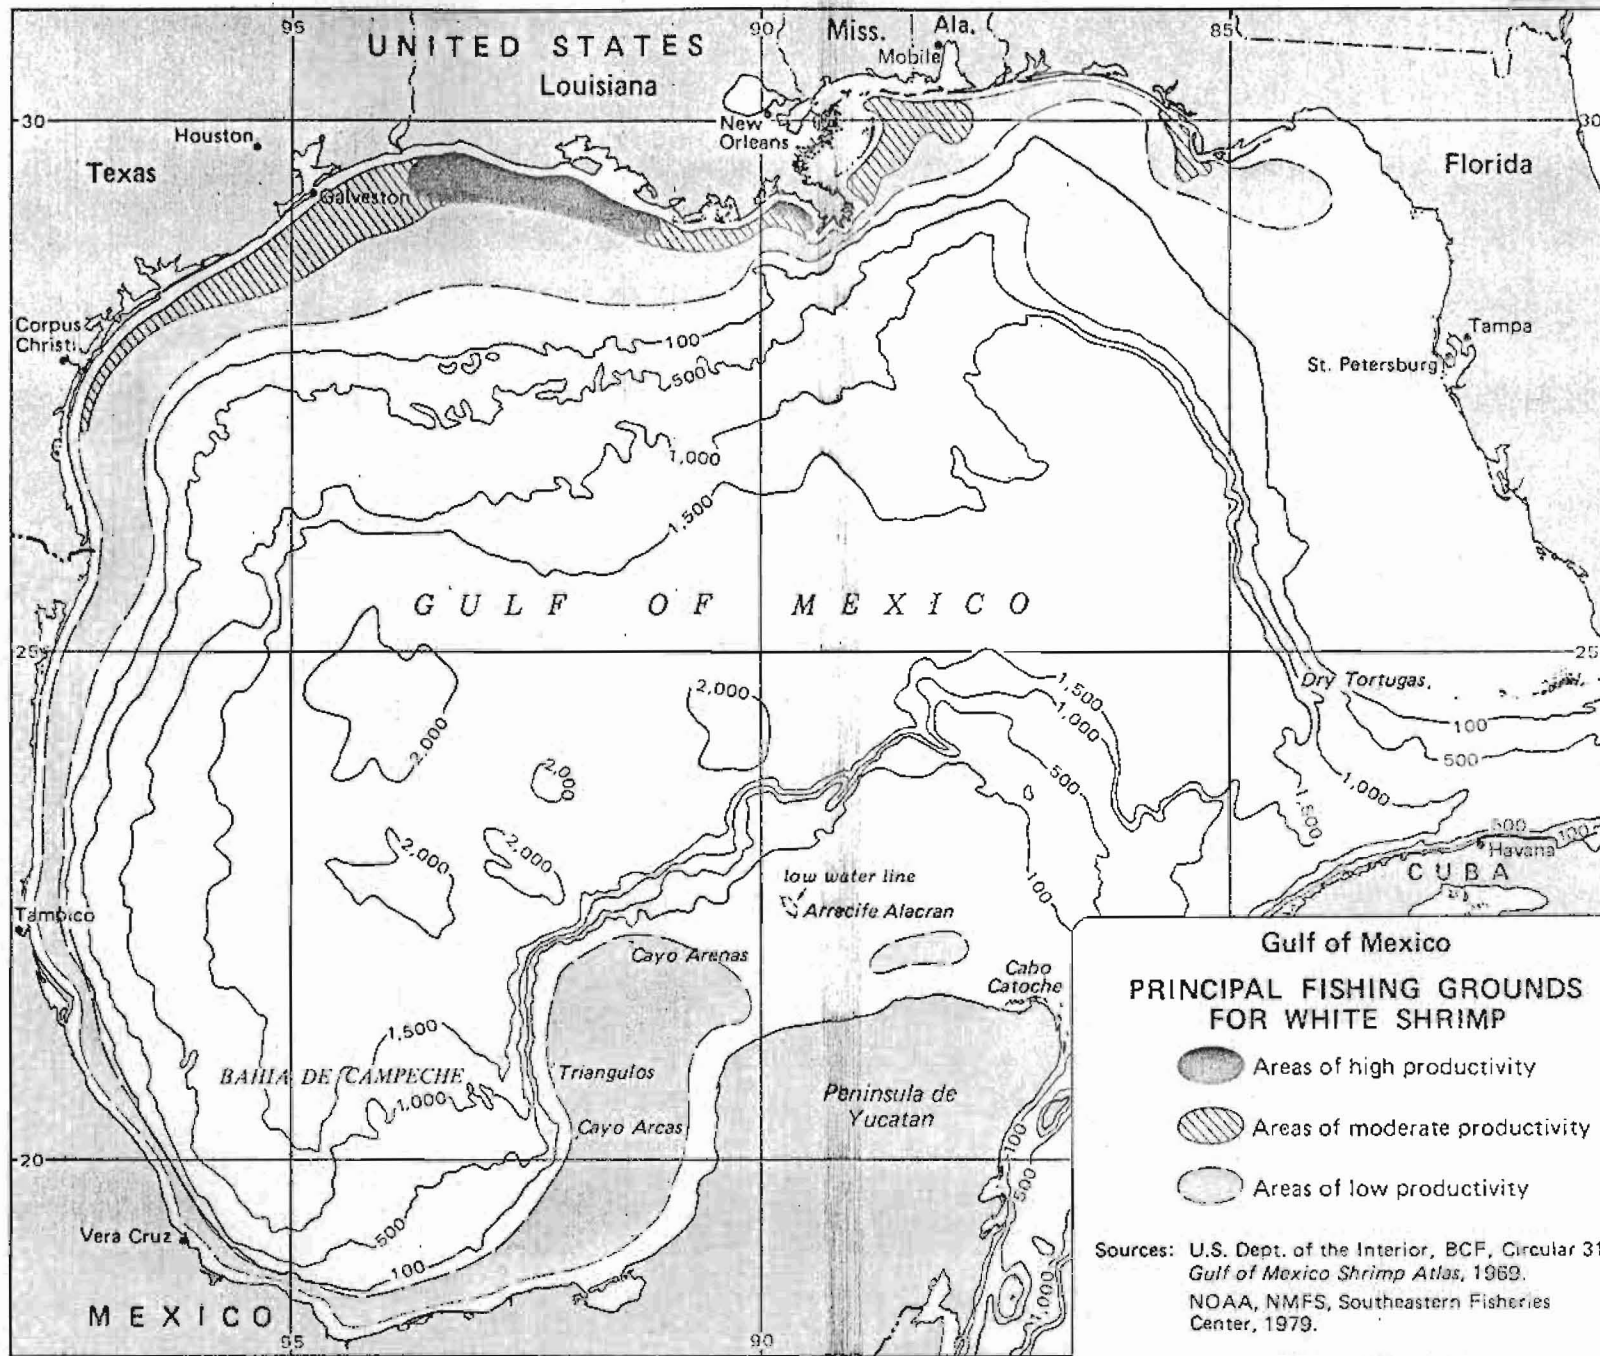 95
90
85
UNITED STATES
Miss.
Ala.
Mobile
Louisiana
30
New
Orleans
30
Houston
Texas
Florida
Galveston
Corpus
Christi
Tampa
St. Petersburg
100
500
1,000
1,500
GULF OF MEXICO
25
25
Dry Tortugas
2,000
1,500
1,000
100
500
2,000
2,000
500
1,000
1,500
2,000
2,000
500
100
Havana
CUBA
100
low water line
Arrecife Alacran
Tampico
Cayo Arenas
Cabo
Catoche
1,500
BAHIA DE CAMPECHE
1,000
Triangulos
Cayo Arcas
Peninsula de
Yucatan
100
500
1,000
20
Vera Cruz
500
100
MEXICO
95
90
Gulf of Mexico
PRINCIPAL FISHING GROUNDS
FOR WHITE SHRIMP
Areas of high productivity
Areas of moderate productivity
Areas of low productivity
Sources: U.S. Dept. of the Interior, BCF, Circular 31
Gulf of Mexico Shrimp Atlas, 1969.
NOAA, NMFS, Southeastern Fisheries
Center, 1979.